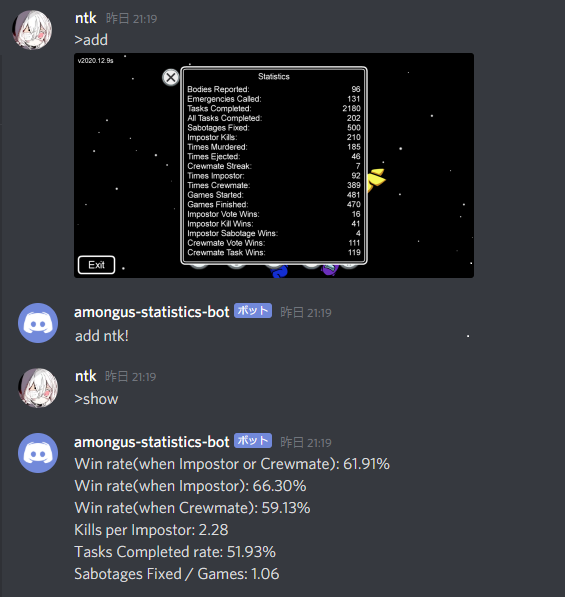 ntk 昨日 21:19
>add
v2020.12.9s
Statistics
Bodies Reported: 96
Emergencies Called: 131
Tasks Completed: 2180
All Tasks Completed: 202
Sabotages Fixed: 500
Impostor Kills: 210
Times Murdered: 185
Times Ejected: 46
Crewmate Streak: 7
Times Impostor: 92
Times Crewmate: 389
Games Started: 481
Games Finished: 470
Impostor Vote Wins: 16
Impostor Kill Wins: 41
Impostor Sabotage Wins: 4
Crewmate Vote Wins: 111
Crewmate Task Wins: 119
Exit
amongus-statistics-bot ボット 昨日 21:19
add ntk!
ntk 昨日 21:19
>show
amongus-statistics-bot ボット 昨日 21:19
Win rate(when Impostor or Crewmate): 61.91%
Win rate(when Impostor): 66.30%
Win rate(when Crewmate): 59.13%
Kills per Impostor: 2.28
Tasks Completed rate: 51.93%
Sabotages Fixed / Games: 1.06